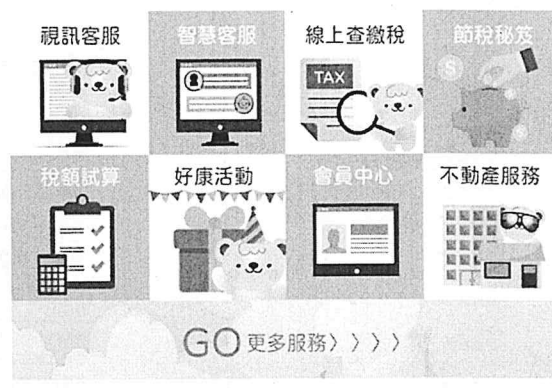 視訊客服
智慧客服
線上查繳稅
節稅秘笈
TAX
稅額試算
好康活動
會員中心
不動產服務
GO 更多服務〉〉〉〉